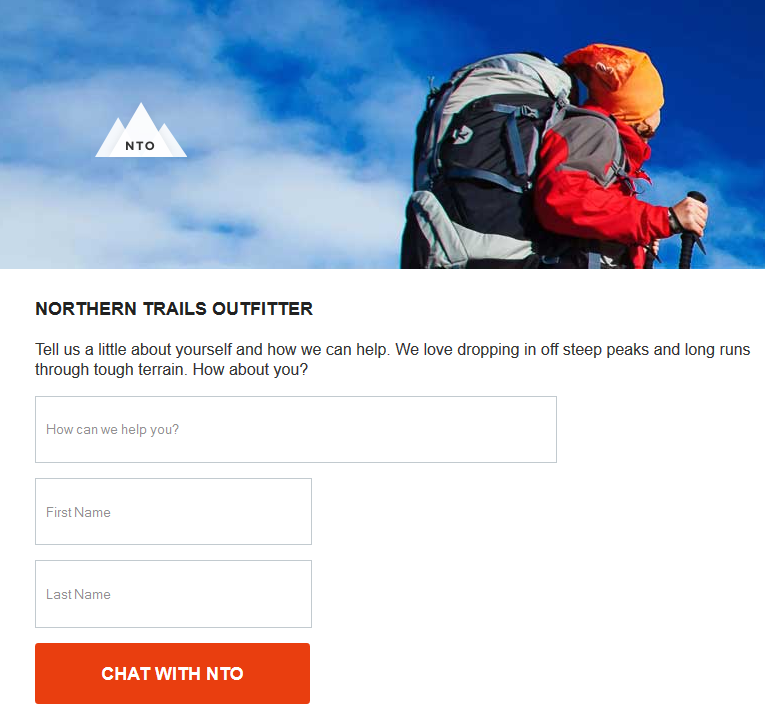 NTO
NORTHERN TRAILS OUTFITTER
Tell us a little about yourself and how we can help. We love dropping in off steep peaks and long runs
through tough terrain. How about you?
How can we help you?
First Name
Last Name
CHAT WITH NTO